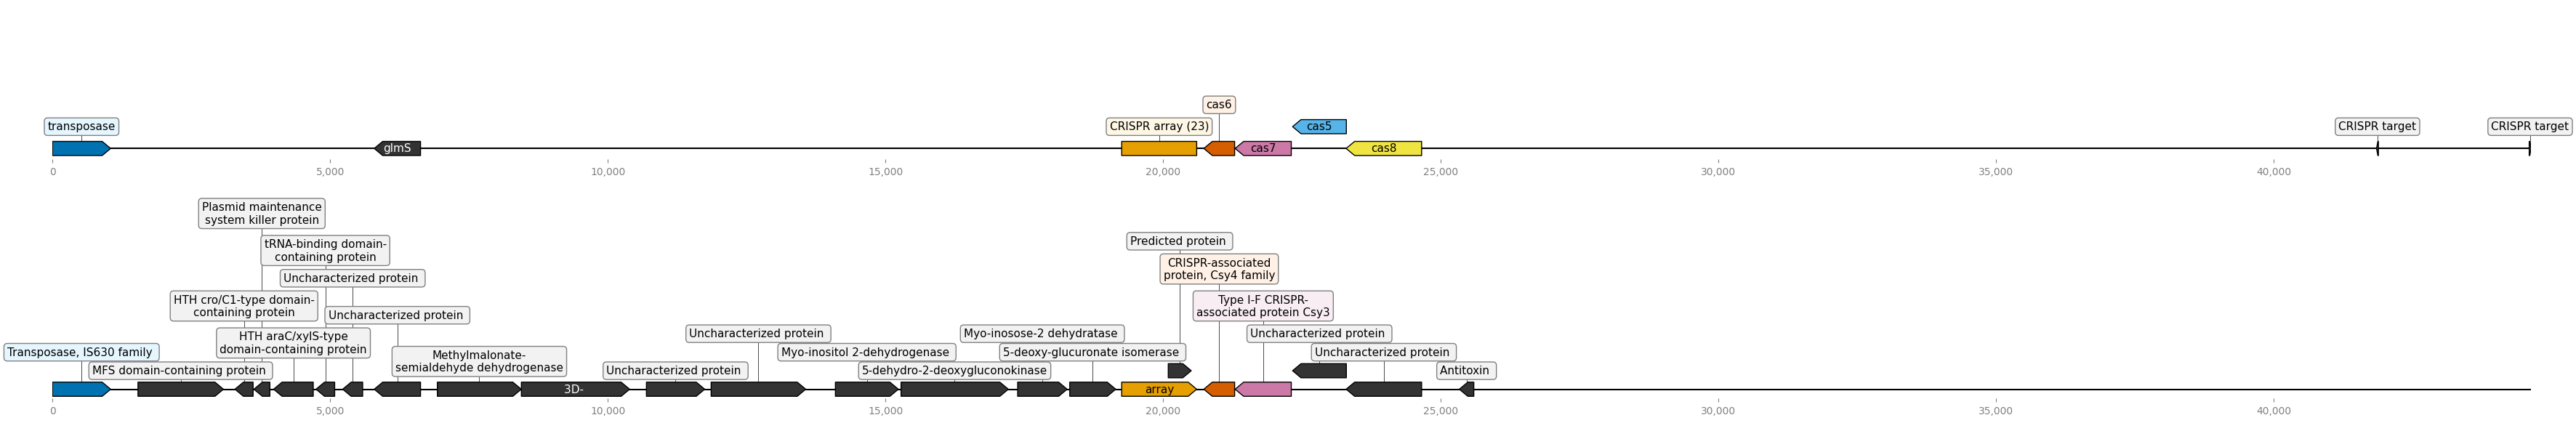 cas6
transposase
CRISPR array (23)
cas5
CRISPR target
CRISPR target
glmS
cas7
cas8
0
5,000
10,000
15,000
20,000
25,000
30,000
35,000
40,000
Plasmid maintenance
system killer protein
tRNA-binding domain-
containing protein
Predicted protein
CRISPR-associated
protein, Csy4 family
Uncharacterized protein
HTH cro/C1-type domain-
containing protein
Type I-F CRISPR-
associated protein Csy3
Uncharacterized protein
HTH araC/xylS-type
domain-containing protein
Uncharacterized protein
Myo-inosose-2 dehydratase
Uncharacterized protein
Transposase, IS630 family
Methylmalonate-
semialdehyde dehydrogenase
Myo-inositol 2-dehydrogenase
5-deoxy-glucuronate isomerase
Uncharacterized protein
MFS domain-containing protein
Uncharacterized protein
5-dehydro-2-deoxygluconokinase
Antitoxin
3D-
array
0
5,000
10,000
15,000
20,000
25,000
30,000
35,000
40,000